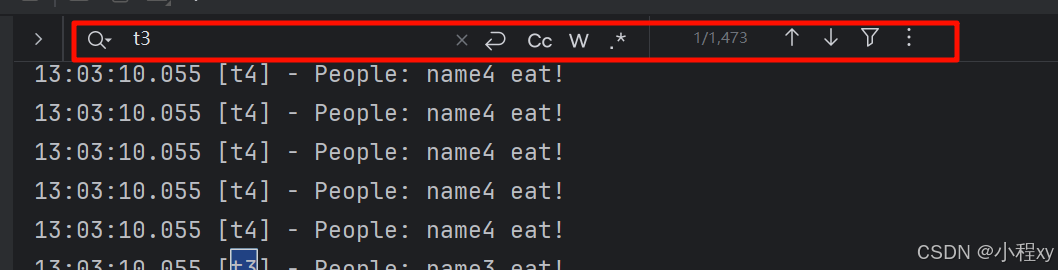 t3 × Cc W .* 1/1,473
13:03:10.055 [t4] - People: name4 eat!
13:03:10.055 [t4] - People: name4 eat!
13:03:10.055 [t4] - People: name4 eat!
13:03:10.055 [t4] - People: name4 eat!
13:03:10.055 [t4] - People: name4 eat!
13:03:10.055 [t3] - People: name3 eat!
CSDN @小程xy